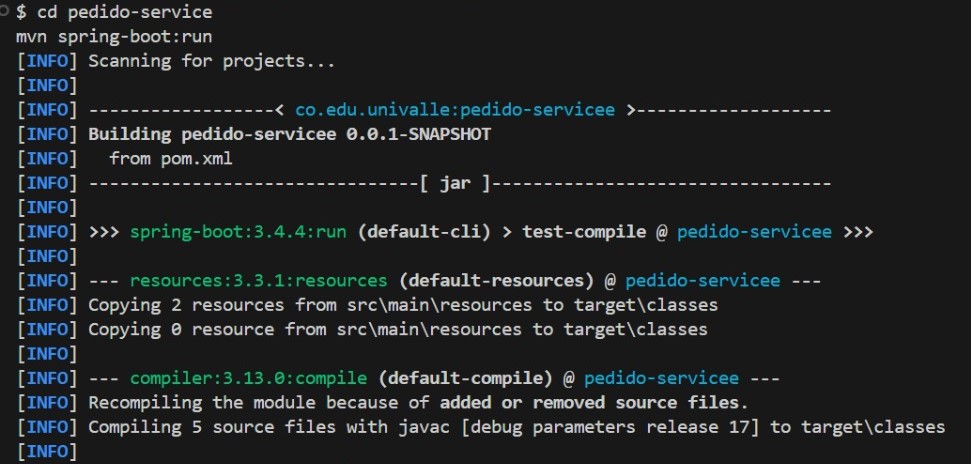 $ cd pedido-service
mvn spring-boot:run
[INFO] Scanning for projects...
[INFO]
[INFO] ------------------< co.edu.univalle:pedido-servicee >-------------------
[INFO] Building pedido-servicee 0.0.1-SNAPSHOT
[INFO]   from pom.xml
[INFO] --------------------------------[ jar ]---------------------------------
[INFO]
[INFO] >>> spring-boot:3.4.4:run (default-cli) > test-compile @ pedido-servicee >>>
[INFO]
[INFO] --- resources:3.3.1:resources (default-resources) @ pedido-servicee ---
[INFO] Copying 2 resources from src\main\resources to target\classes
[INFO] Copying 0 resource from src\main\resources to target\classes
[INFO]
[INFO] --- compiler:3.13.0:compile (default-compile) @ pedido-servicee ---
[INFO] Recompiling the module because of added or removed source files.
[INFO] Compiling 5 source files with javac [debug parameters release 17] to target\classes
[INFO]